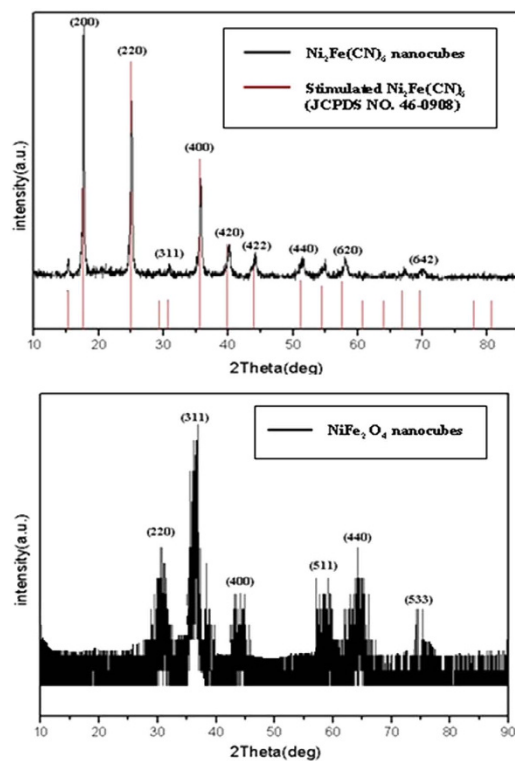 (200)
Ni₂Fe(CN)₆ nanocubes
(220)
Stimulated Ni₂Fe(CN)₆
(JCPDS NO. 46-0908)
(400)
(420)
(422)
(311)
(440)
(620)
(642)
intensity(a.u.)
10 20 30 40 50 60 70 80
2Theta(deg)
(311)
NiFe₂O₄ nanocubes
(220)
(440)
(511)
(400)
(533)
intensity(a.u.)
10 20 30 40 50 60 70 80 90
2Theta(deg)